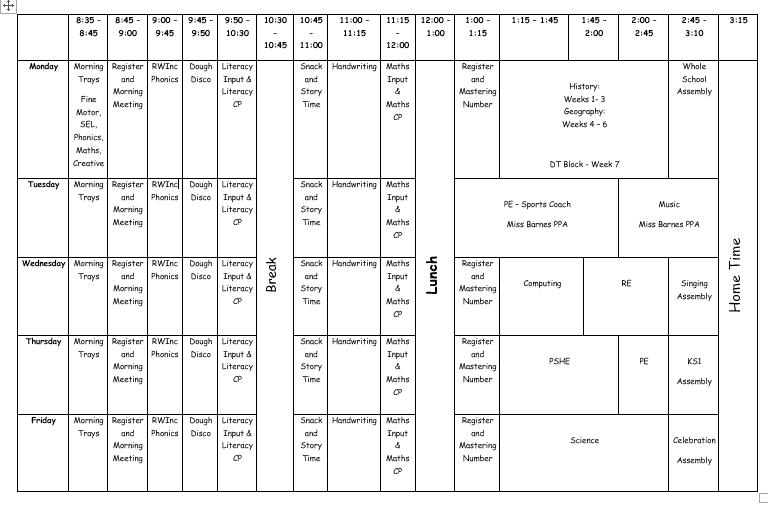 8:35 – 8:45
8:45 – 9:00
9:00 – 9:45
9:45 – 9:50
9:50 – 10:30
10:30 – 10:45
10:45 – 11:00
11:00 – 11:15
11:15 – 12:00
12:00 – 1:00
1:00 – 1:15
1:15 – 1:45
1:45 – 2:00
2:00 – 2:45
2:45 – 3:10
3:15
Monday
Morning Trays
Fine Motor, SEL, Phonics, Maths, Creative
Register and Morning Meeting
RWInc Phonics
Dough Disco
Literacy Input & Literacy CP
Break
Snack and Story Time
Handwriting
Maths Input & Maths CP
Lunch
Register and Mastering Number
History:
Weeks 1- 3
Geography:
Weeks 4 – 6
DT Block – Week 7
Whole School Assembly
Home Time
Tuesday
Morning Trays
Register and Morning Meeting
RWInc Phonics
Dough Disco
Literacy Input & Literacy CP
Snack and Story Time
Handwriting
Maths Input & Maths CP
PE – Sports Coach
Miss Barnes PPA
Music
Miss Barnes PPA
Wednesday
Morning Trays
Register and Morning Meeting
RWInc Phonics
Dough Disco
Literacy Input & Literacy CP
Snack and Story Time
Handwriting
Maths Input & Maths CP
Register and Mastering Number
Computing
RE
Singing Assembly
Thursday
Morning Trays
Register and Morning Meeting
RWInc Phonics
Dough Disco
Literacy Input & Literacy CP
Snack and Story Time
Handwriting
Maths Input & Maths CP
Register and Mastering Number
PSHE
PE
KS1
Assembly
Friday
Morning Trays
Register and Morning Meeting
RWInc Phonics
Dough Disco
Literacy Input & Literacy CP
Snack and Story Time
Handwriting
Maths Input & Maths CP
Register and Mastering Number
Science
Celebration
Assembly